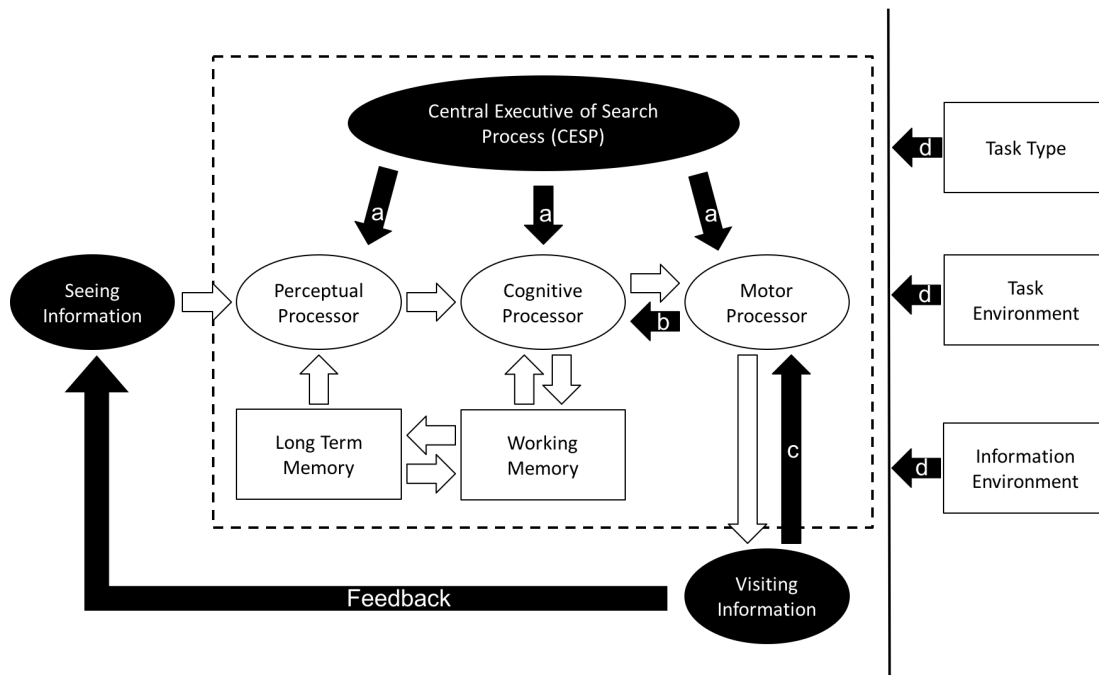 Central Executive of Search
Process (CESP)
Task Type
d
a
a
a
Seeing
Information
Perceptual
Processor
Cognitive
Processor
Motor
Processor
b
d
Task
Environment
Long Term
Memory
Working
Memory
c
d
Information
Environment
Visiting
Information
Feedback